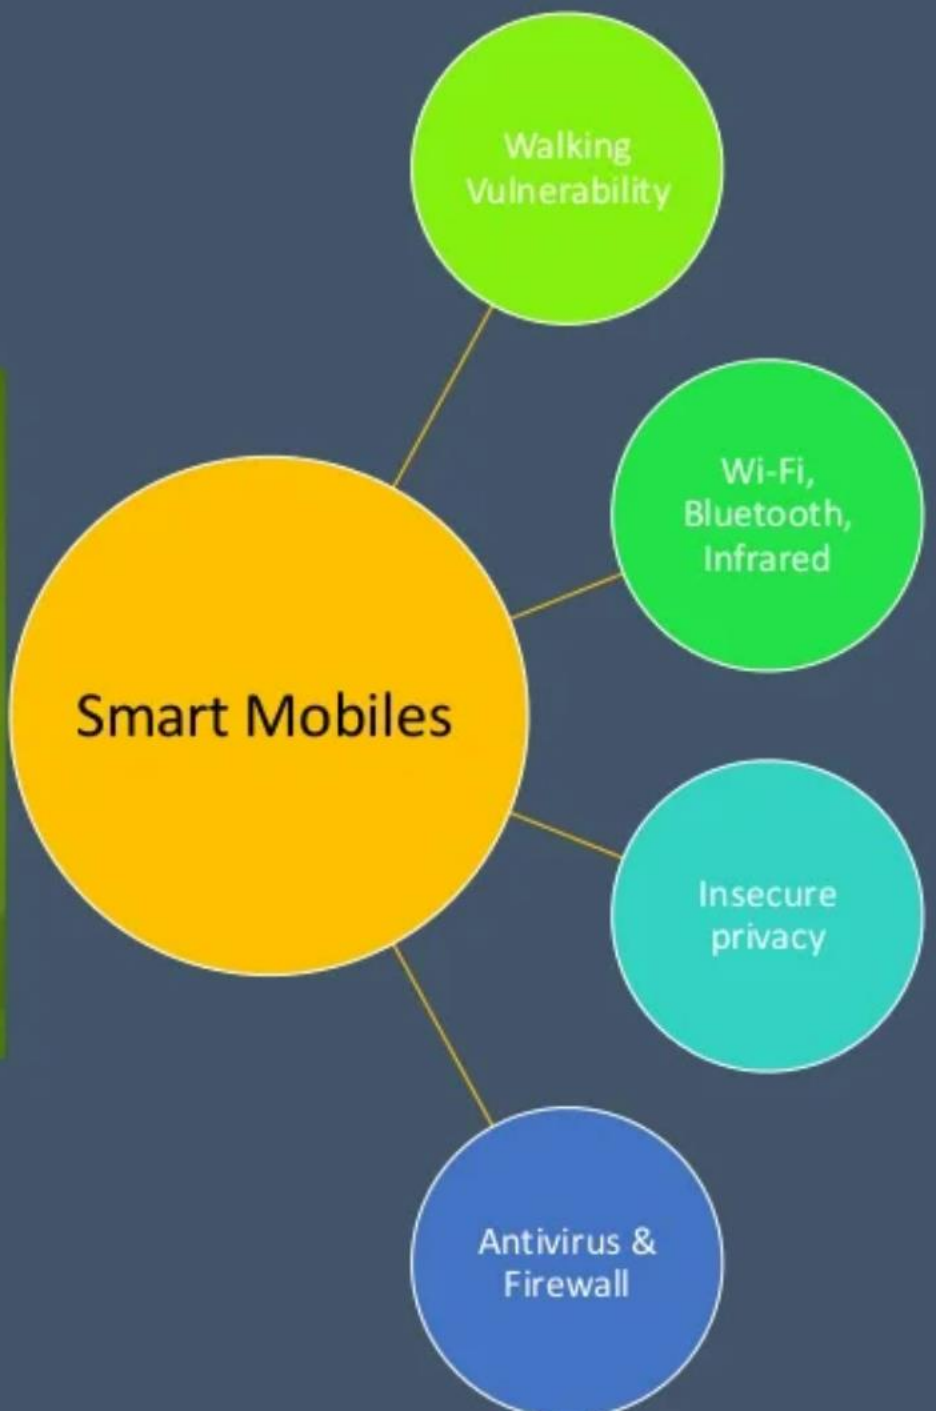 Walking
Vulnerability
Wi-Fi,
Bluetooth,
Infrared
Smart Mobiles
Insecure
privacy
Antivirus &
Firewall